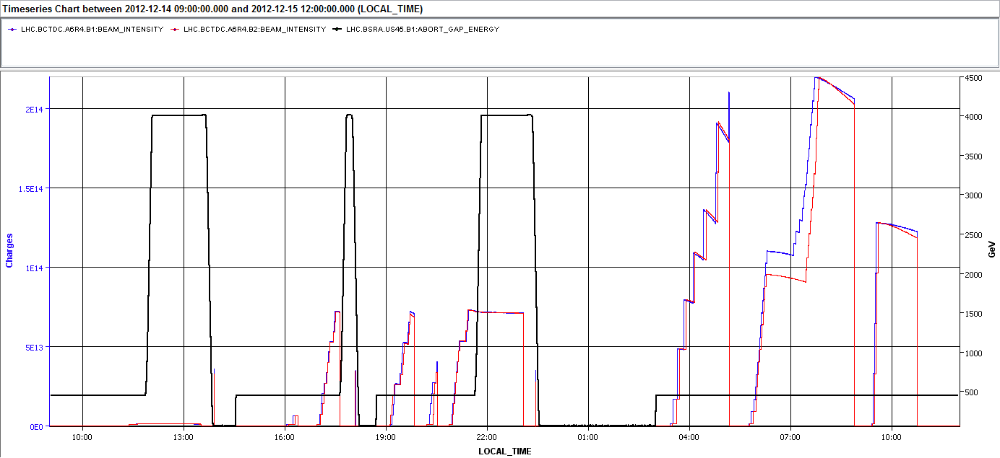 Timeseries Chart between 2012-12-14 09:00:00.000 and 2012-12-15 12:00:00.000 (LOCAL_TIME)
LHC.BCTDC.A6R4.B1:BEAM_INTENSITY LHC.BCTDC.A6R4.B2:BEAM_INTENSITY LHC.BSRA.US45.B1:ABORT_GAP_ENERGY
2E14
1.5E14
1E14
5E13
0E0
Charges
4500
4000
3500
3000
2500
2000
1500
1000
500
GeV
10:00 13:00 16:00 19:00 22:00 01:00 04:00 07:00 10:00
LOCAL_TIME